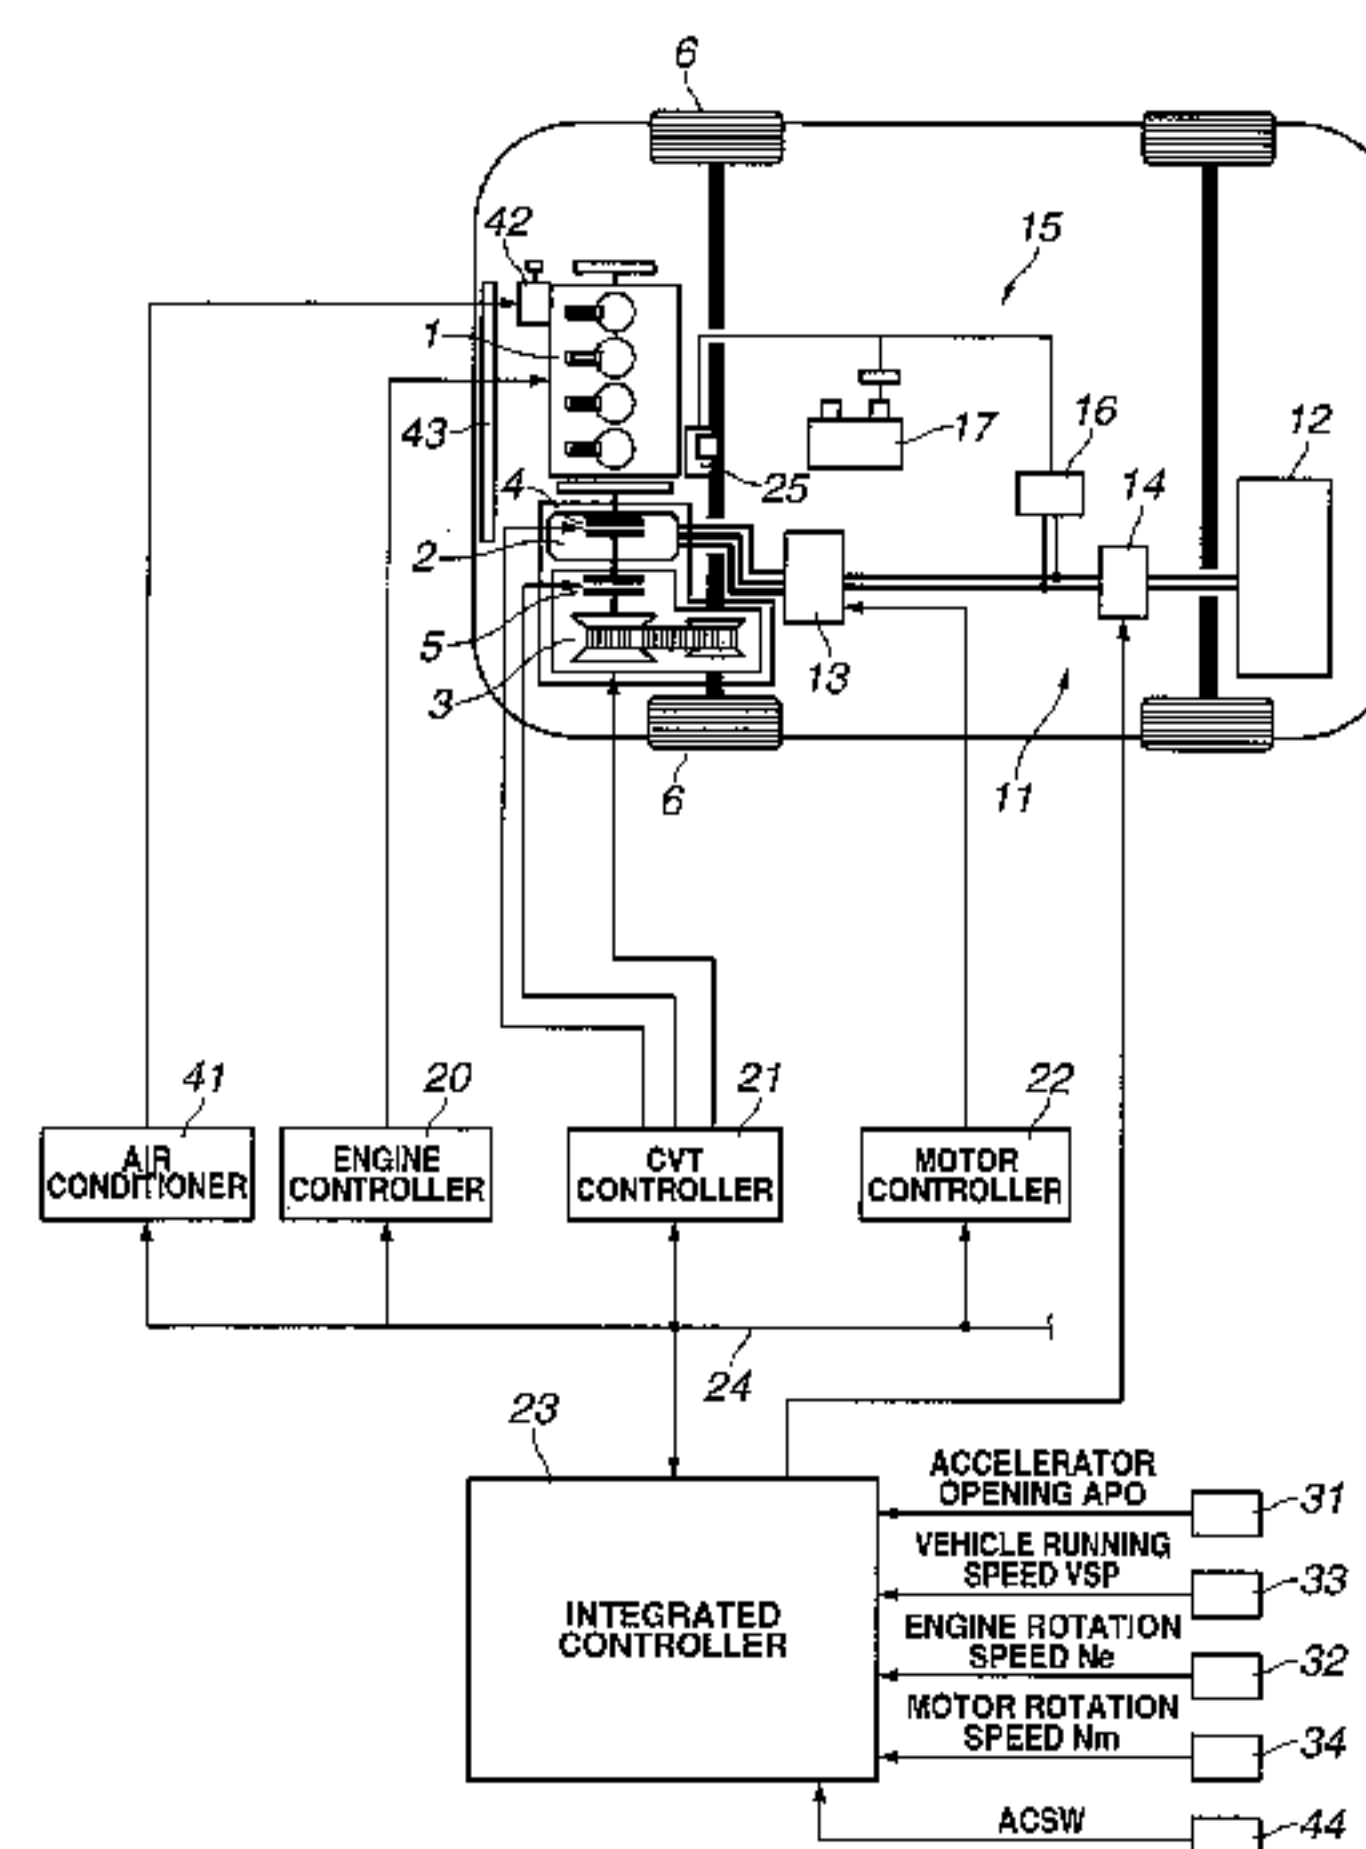 6
42
15
1
43
17
16
12
4
25
14
2
5
13
3
6
11
41
20
21
22
AIR
CONDITIONER
ENGINE
CONTROLLER
CVT
CONTROLLER
MOTOR
CONTROLLER
24
23
ACCELERATOR
OPENING APO
31
VEHICLE RUNNING
SPEED VSP
33
INTEGRATED
CONTROLLER
ENGINE ROTATION
SPEED Ne
32
MOTOR ROTATION
SPEED Nm
34
ACSW
44